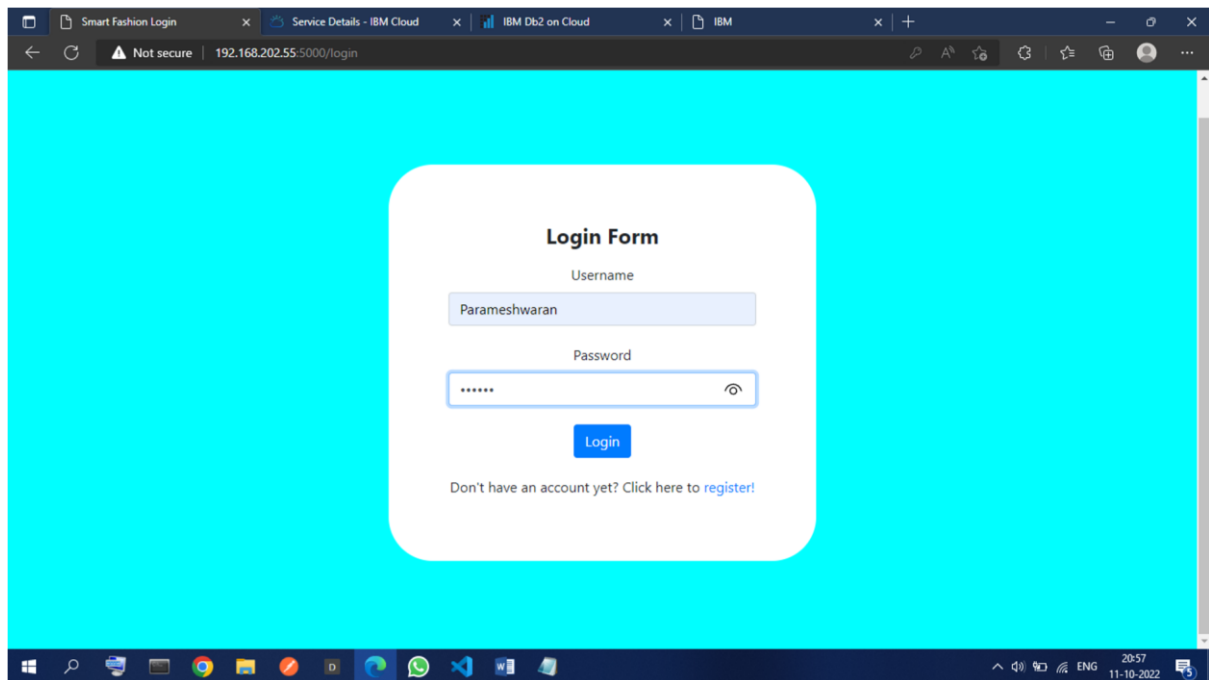 Smart Fashion Login
Service Details - IBM Cloud
IBM Db2 on Cloud
IBM
Not secure
192.168.202.55:5000/login
Login Form
Username
Parameshwaran
Password
••••••
Login
Don't have an account yet? Click here to register!
ENG
20:57
11-10-2022
5